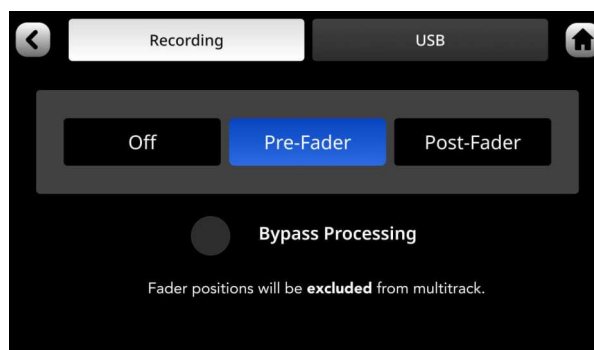 Recording USB
Off Pre-Fader Post-Fader
Bypass Processing
Fader positions will be excluded from multitrack.